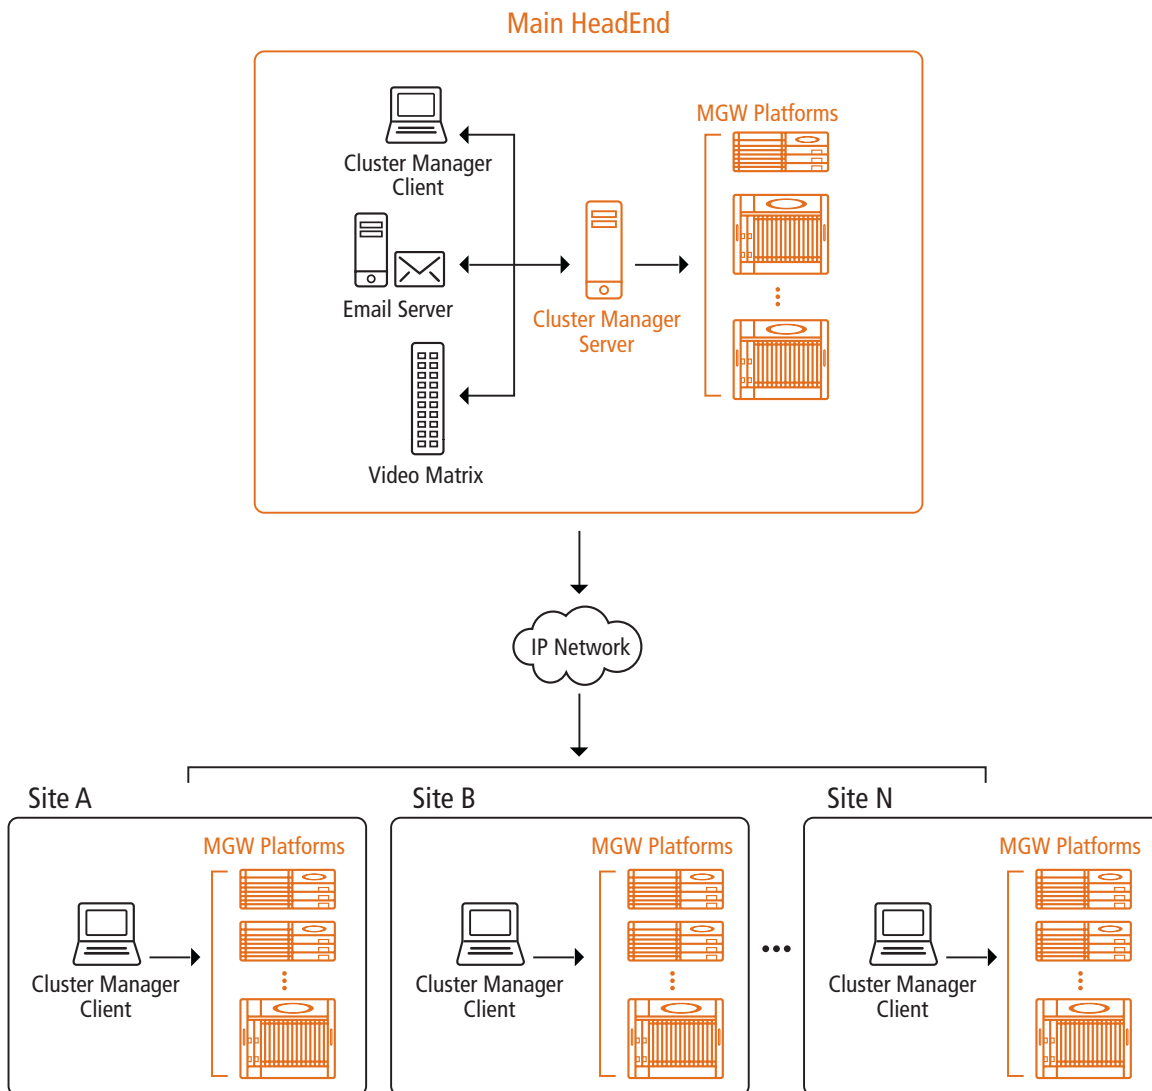 Main HeadEnd
MGW Platforms
Cluster Manager
Client
Email Server
Cluster Manager
Server
Video Matrix
IP Network
Site A
Site B
Site N
MGW Platforms
MGW Platforms
MGW Platforms
Cluster Manager
Client
Cluster Manager
Client
Cluster Manager
Client